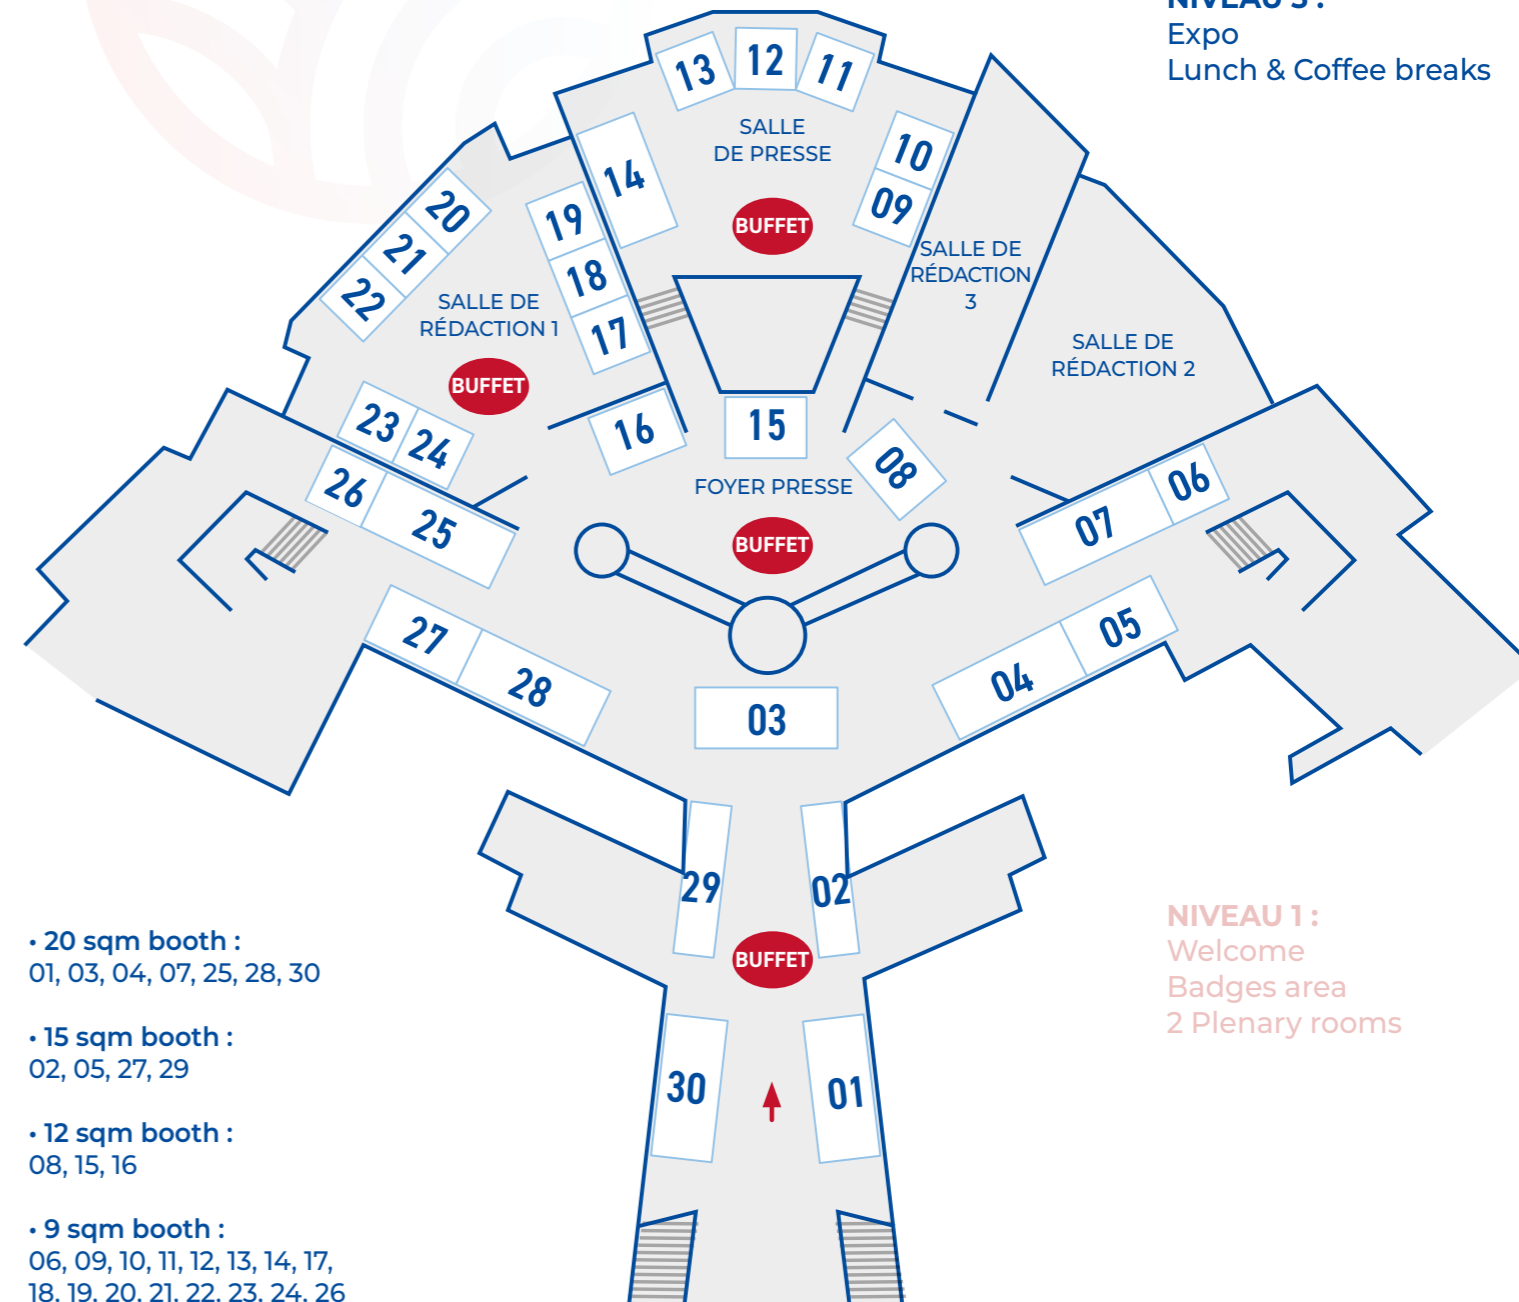 NIVEAU 3 :
Expo
Lunch & Coffee breaks
13
12
11
SALLE
DE PRESSE
10
09
14
BUFFET
20
21
22
19
18
17
SALLE DE
RÉDACTION 1
BUFFET
SALLE DE
RÉDACTION
3
SALLE DE
RÉDACTION 2
23
24
16
15
08
FOYER PRESSE
BUFFET
26
25
07
06
27
28
03
04
05
29
02
BUFFET
30
01
• 20 sqm booth :
01, 03, 04, 07, 25, 28, 30
• 15 sqm booth :
02, 05, 27, 29
• 12 sqm booth :
08, 15, 16
• 9 sqm booth :
06, 09, 10, 11, 12, 13, 14, 17,
18, 19, 20, 21, 22, 23, 24, 26
NIVEAU 1 :
Welcome
Badges area
2 Plenary rooms